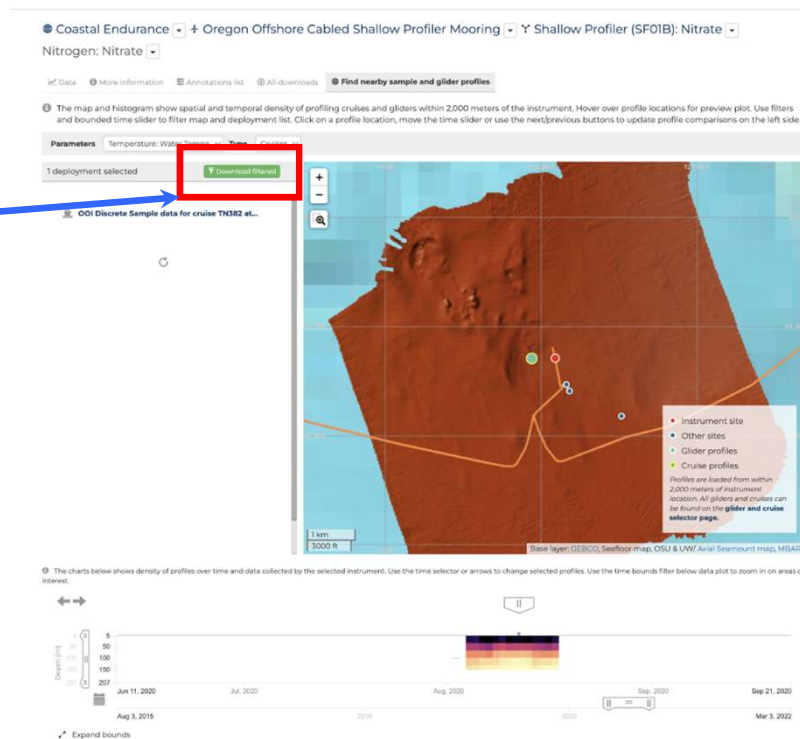 Coastal Endurance Oregon Offshore Cabled Shallow Profiler Mooring Shallow Profiler (SF01B): Nitrate
Nitrogen: Nitrate
Data More information Annotations list All downloads Find nearby sample and glider profiles
The map and histogram show spatial and temporal density of profiling cruises and gliders within 2,000 meters of the instrument. Hover over profile locations for preview plot. Use filters
and bounded time slider to filter map and deployment list. Click on a profile location, move the time slider or use the next/previous buttons to update profile comparisons on the left side.
Parameters Temperature: Water Type Cruises
1 deployment selected Download filtered
OOI Discrete Sample data for cruise TN382 at...
+
−
Instrument site
Other sites
Glider profiles
Cruise profiles
Profiles are loaded from within
2,000 meters of instrument
location. All gliders and cruises can
be found on the glider and cruise
selector page.
1 km
3000 ft
Base layer: GEBCO, Seafloor map, OSU & UW/ Axial Seamount map, MBAR
The charts below shows density of profiles over time and data collected by the selected instrument. Use the time selector or arrows to change selected profiles. Use the time bounds filter below data plot to zoom in on areas o
interest.
Depth (m)
5 5
50 50
100 100
150 150
207 207
Jun 11, 2020 Jul, 2020 Aug, 2020 Sep, 2020 Sep 21, 2020
Aug 3, 2015 2018 2020 Mar 3, 2022
Expand bounds